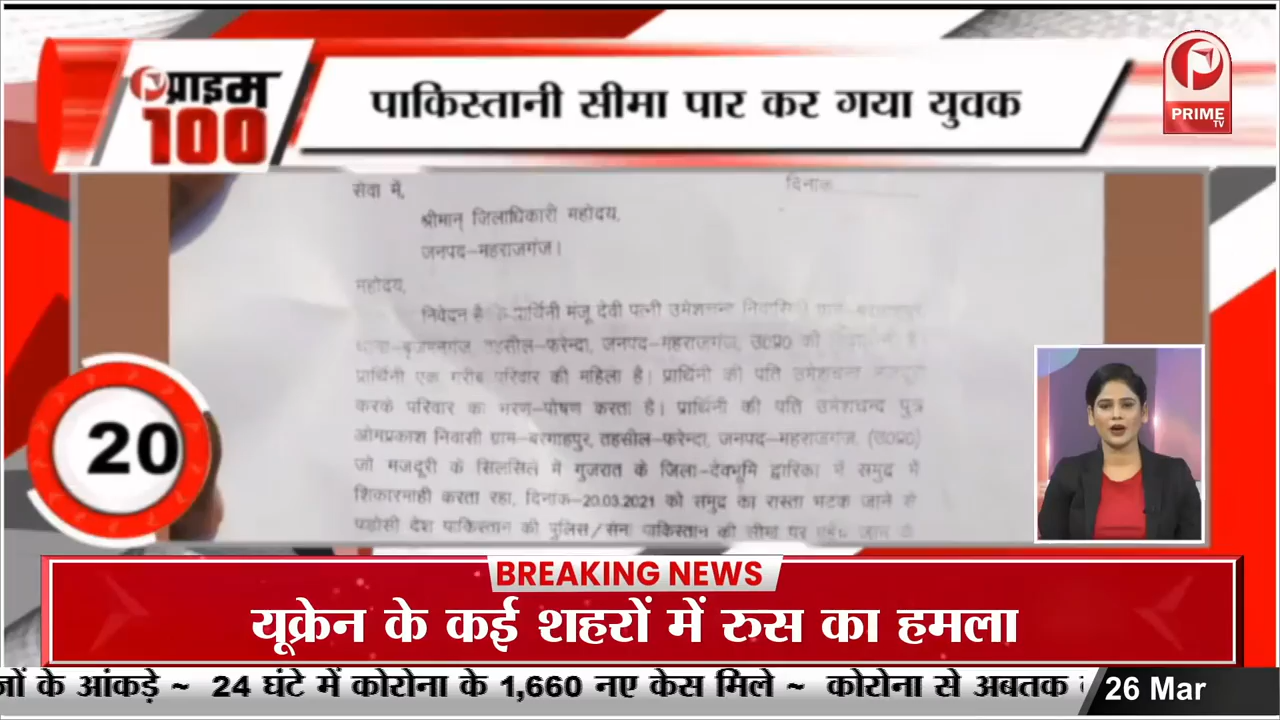 प्राइम
100
पाकिस्तानी सीमा पार कर गया युवक
PRIME
TV
सेवा में,
दिनाक
श्रीमान् जिलाधिकारी महोदय,
जनपद–महराजगंज।
महोदय,
निवेदन है प्रार्थिनी मंजू देवी पत्नी उमेशचन्द
तहसील–फरेन्दा, जनपद–महराजगंज, उ०प्र० की
प्रार्थिनी एक गरीब परिवार की महिला है। प्रार्थिनी की पति उमेशचन्द
करके परिवार का भरण–पोषण करता है। प्रार्थिनी की पति उमेशचन्द पुत्र
ओमप्रकाश निवासी ग्राम–बरगाहपुर, तहसील–फरेन्दा, जनपद–महराजगंज, (उ०प्र०)
जो मजदूरी के सिलसिले में गुजरात के जिला–देवभूमि द्वारिका में समुद में
शिकारमाही करता रहा, दिनाक–20.03.2021 को समुद का रास्ता भटक जाने से
पडोसी देश पाकिस्तान की पुलिस/सेना पाकिस्तान की सीमा पर
20
BREAKING NEWS
यूक्रेन के कई शहरों में रुस का हमला
के आंकड़े ~ 24 घंटे में कोरोना के 1,660 नए केस मिले ~ कोरोना से अबतक
26 Mar